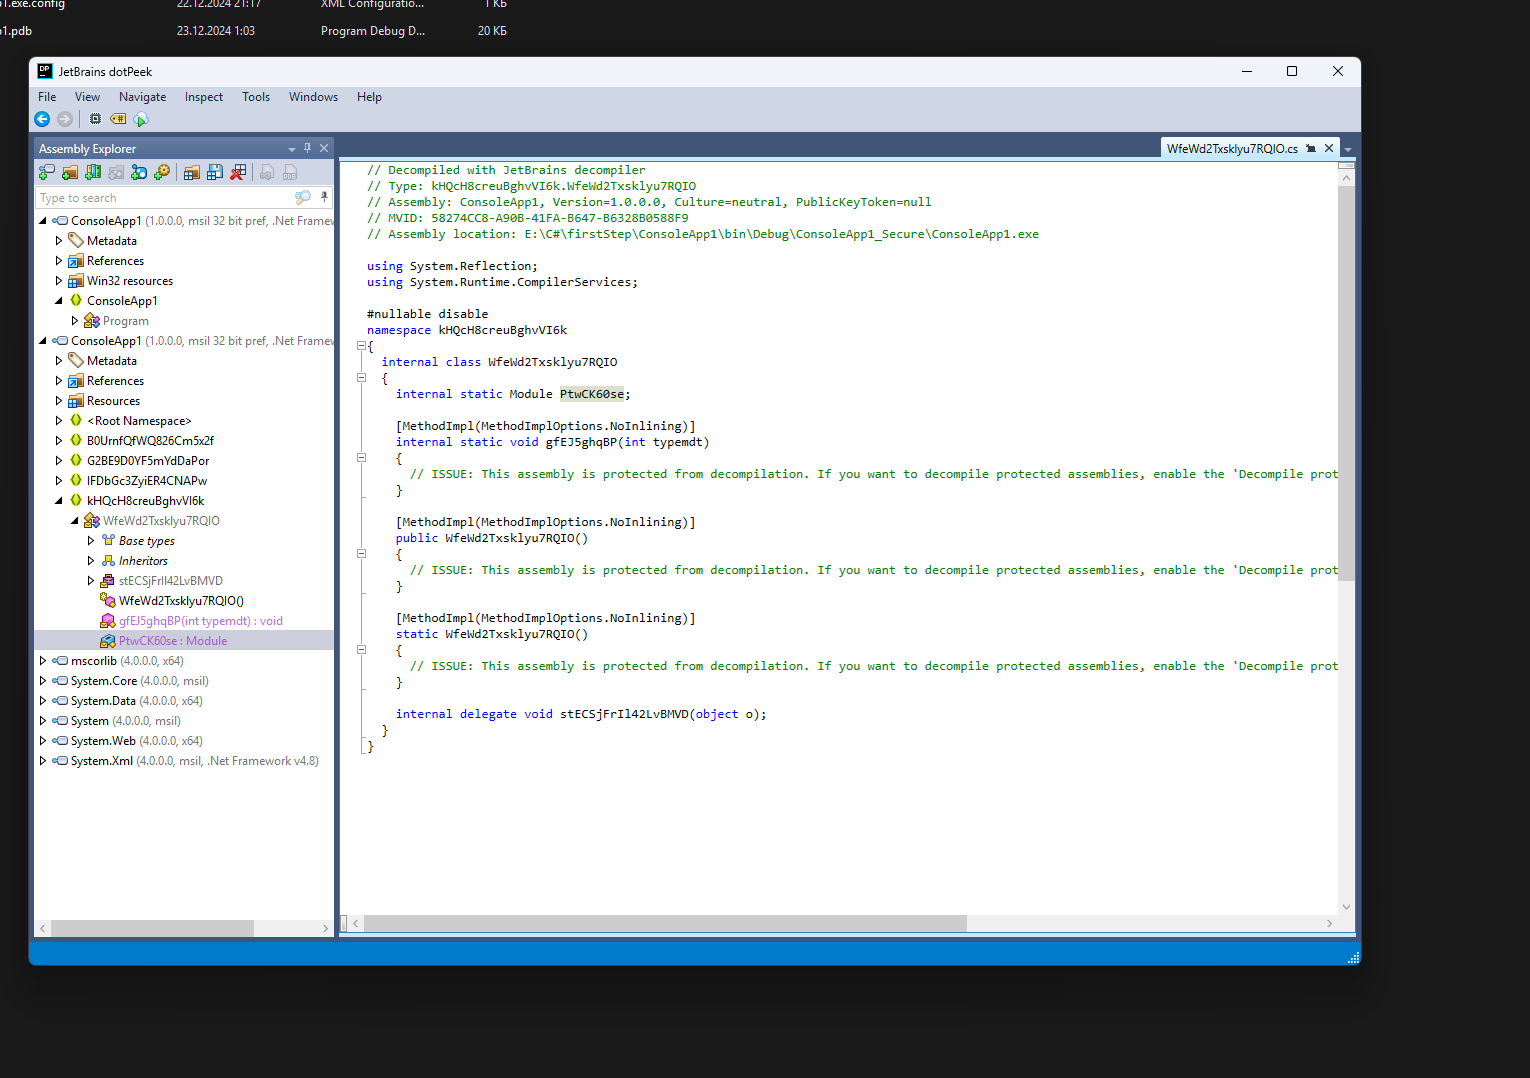 p1.exe.config 22.12.2024 21:17 XML Configuratio... 1 КБ
p1.pdb 23.12.2024 1:03 Program Debug D... 20 КБ
DP JetBrains dotPeek
File View Navigate Inspect Tools Windows Help
Assembly Explorer
WfeWd2Txsklyu7RQIO.cs
Type to search
ConsoleApp1 (1.0.0.0, msil 32 bit pref, .Net Framew
Metadata
References
Win32 resources
ConsoleApp1
Program
ConsoleApp1 (1.0.0.0, msil 32 bit pref, .Net Framew
Metadata
References
Resources
<Root Namespace>
B0UrnfQfWQ826Cm5x2f
G2BE9D0YF5mYdDaPor
IFDbGc3ZyiER4CNAPw
kHQcH8creuBghvVI6k
WfeWd2Txsklyu7RQIO
Base types
Inheritors
stECSjFrIl42LvBMVD
WfeWd2Txsklyu7RQIO()
gfEJ5ghqBP(int typemdt) : void
PtwCK60se : Module
mscorlib (4.0.0.0, x64)
System.Core (4.0.0.0, msil)
System.Data (4.0.0.0, x64)
System (4.0.0.0, msil)
System.Web (4.0.0.0, x64)
System.Xml (4.0.0.0, msil, .Net Framework v4.8)
// Decompiled with JetBrains decompiler
// Type: kHQcH8creuBghvVI6k.WfeWd2Txsklyu7RQIO
// Assembly: ConsoleApp1, Version=1.0.0.0, Culture=neutral, PublicKeyToken=null
// MVID: 58274CC8-A90B-41FA-B647-B6328B0588F9
// Assembly location: E:\C#\firstStep\ConsoleApp1\bin\Debug\ConsoleApp1_Secure\ConsoleApp1.exe
using System.Reflection;
using System.Runtime.CompilerServices;
#nullable disable
namespace kHQcH8creuBghvVI6k
{
internal class WfeWd2Txsklyu7RQIO
{
internal static Module PtwCK60se;
[MethodImpl(MethodImplOptions.NoInlining)]
internal static void gfEJ5ghqBP(int typemdt)
{
// ISSUE: This assembly is protected from decompilation. If you want to decompile protected assemblies, enable the 'Decompile prot
}
[MethodImpl(MethodImplOptions.NoInlining)]
public WfeWd2Txsklyu7RQIO()
{
// ISSUE: This assembly is protected from decompilation. If you want to decompile protected assemblies, enable the 'Decompile prot
}
[MethodImpl(MethodImplOptions.NoInlining)]
static WfeWd2Txsklyu7RQIO()
{
// ISSUE: This assembly is protected from decompilation. If you want to decompile protected assemblies, enable the 'Decompile prot
}
internal delegate void stECSjFrIl42LvBMVD(object o);
}
}